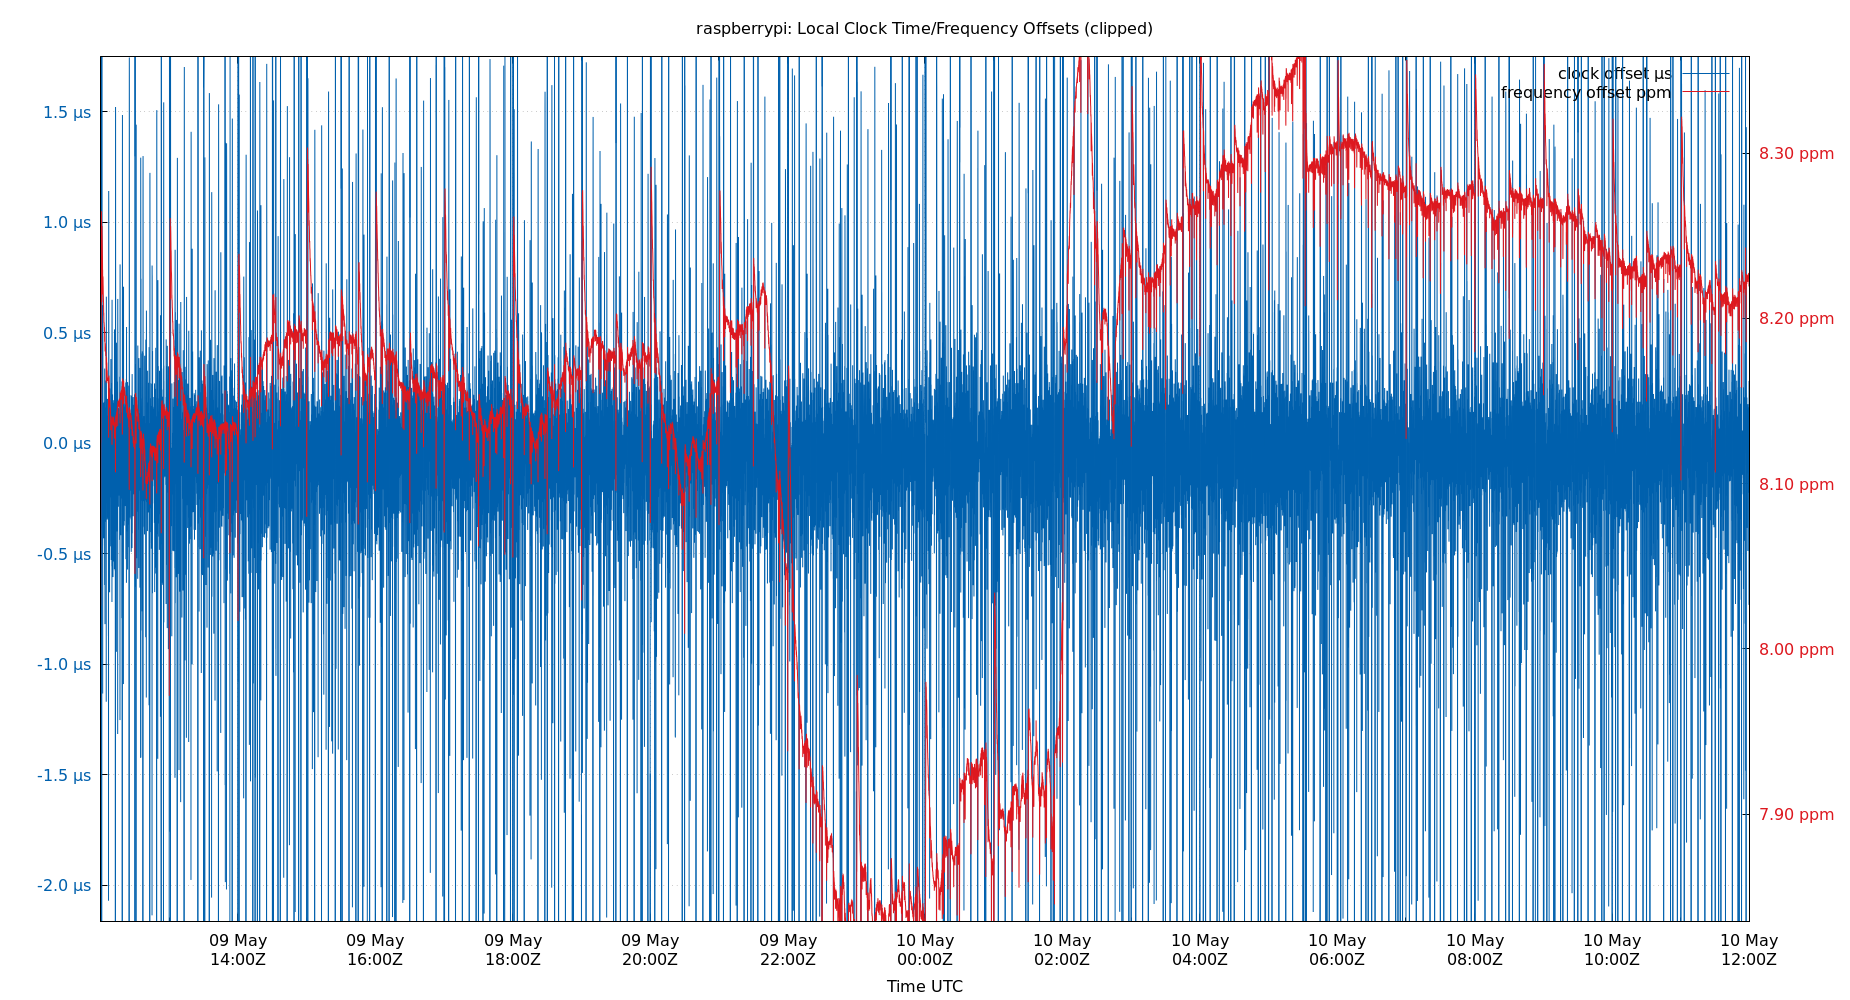 raspberrypi: Local Clock Time/Frequency Offsets (clipped)
clock offset µs
frequency offset ppm
1.5 µs
1.0 µs
0.5 µs
0.0 µs
-0.5 µs
-1.0 µs
-1.5 µs
-2.0 µs
8.30 ppm
8.20 ppm
8.10 ppm
8.00 ppm
7.90 ppm
09 May
14:00Z
09 May
16:00Z
09 May
18:00Z
09 May
20:00Z
09 May
22:00Z
10 May
00:00Z
10 May
02:00Z
10 May
04:00Z
10 May
06:00Z
10 May
08:00Z
10 May
10:00Z
10 May
12:00Z
Time UTC